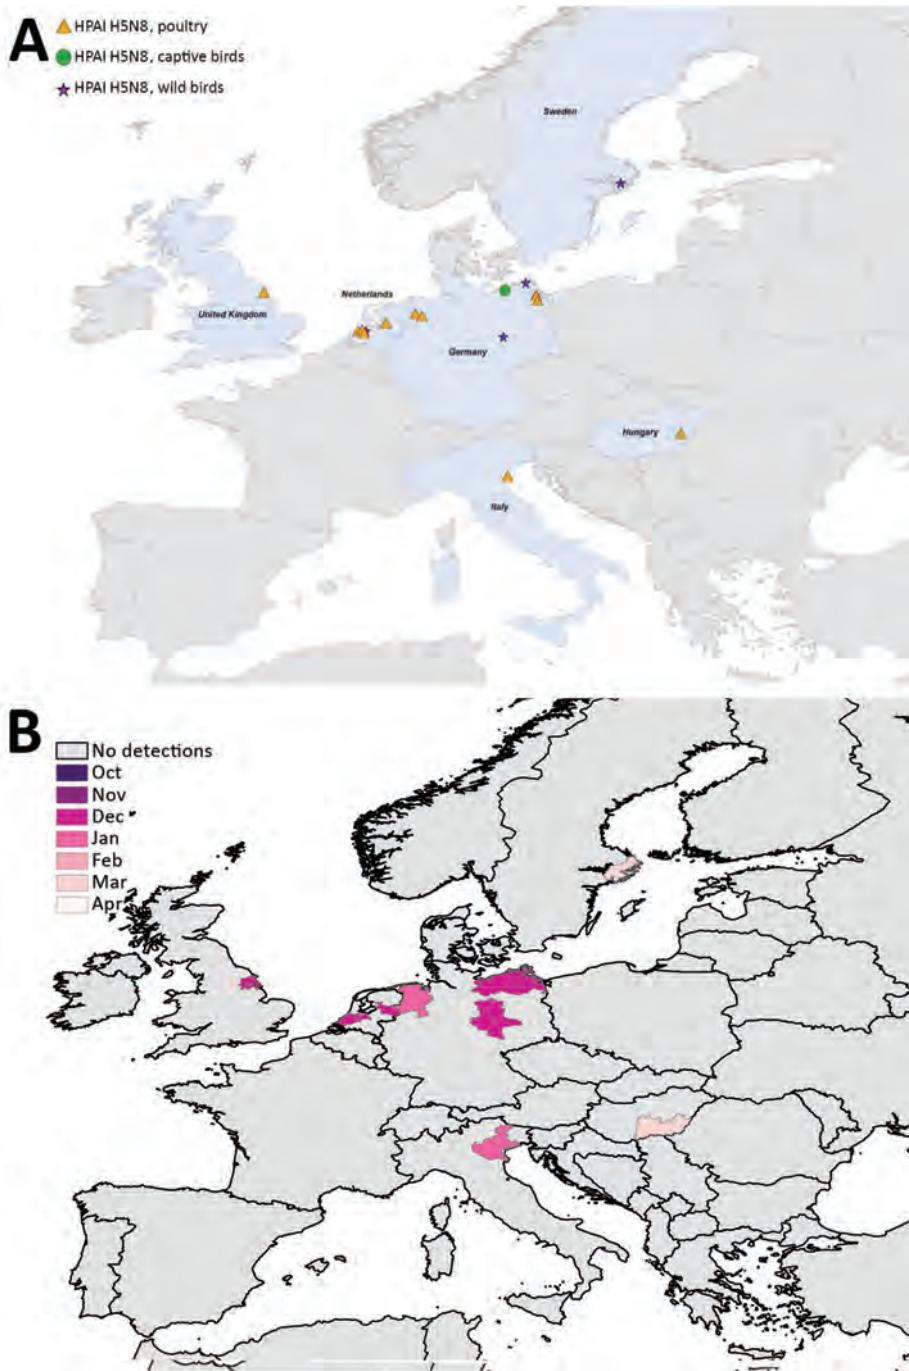 A
HPAI H5N8, poultry
HPAI H5N8, captive birds
HPAI H5N8, wild birds
Sweden
Netherlands
United Kingdom
Germany
Hungary
Italy
B
No detections
Oct
Nov
Dec
Jan
Feb
Mar
Apr